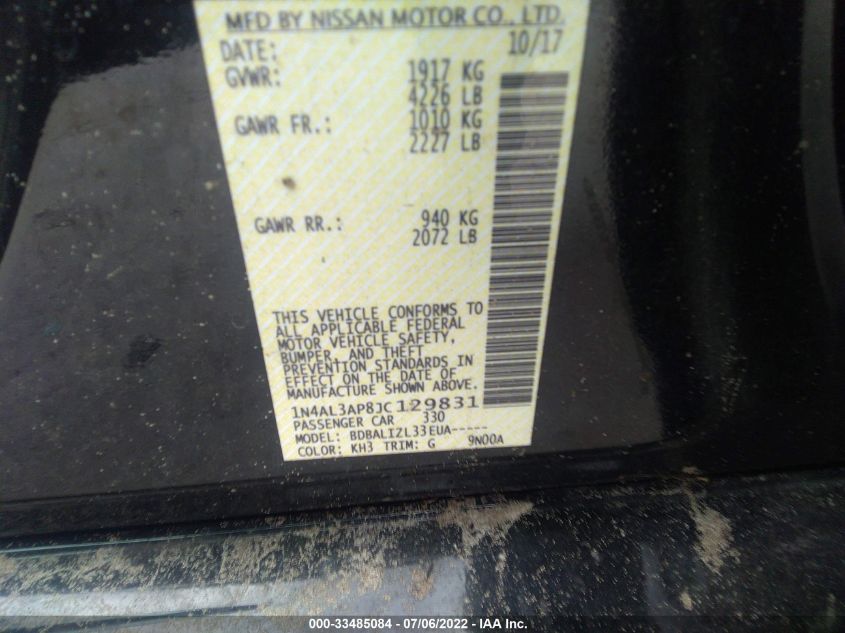 MFD BY NISSAN MOTOR CO., LTD.
DATE: 10/17
GVWR: 1917 KG
4226 LB
GAWR FR.: 1010 KG
2227 LB
GAWR RR.: 940 KG
2072 LB
THIS VEHICLE CONFORMS TO
ALL APPLICABLE FEDERAL
MOTOR VEHICLE SAFETY,
BUMPER, AND THEFT
PREVENTION STANDARDS IN
EFFECT ON THE DATE OF
MANUFACTURE SHOWN ABOVE.
1N4AL3AP8JC129831
PASSENGER CAR 330
MODEL: BDBALIZL33EUA-----
COLOR: KH3 TRIM: G 9N00A
000-33485084 - 07/06/2022 - IAA Inc.